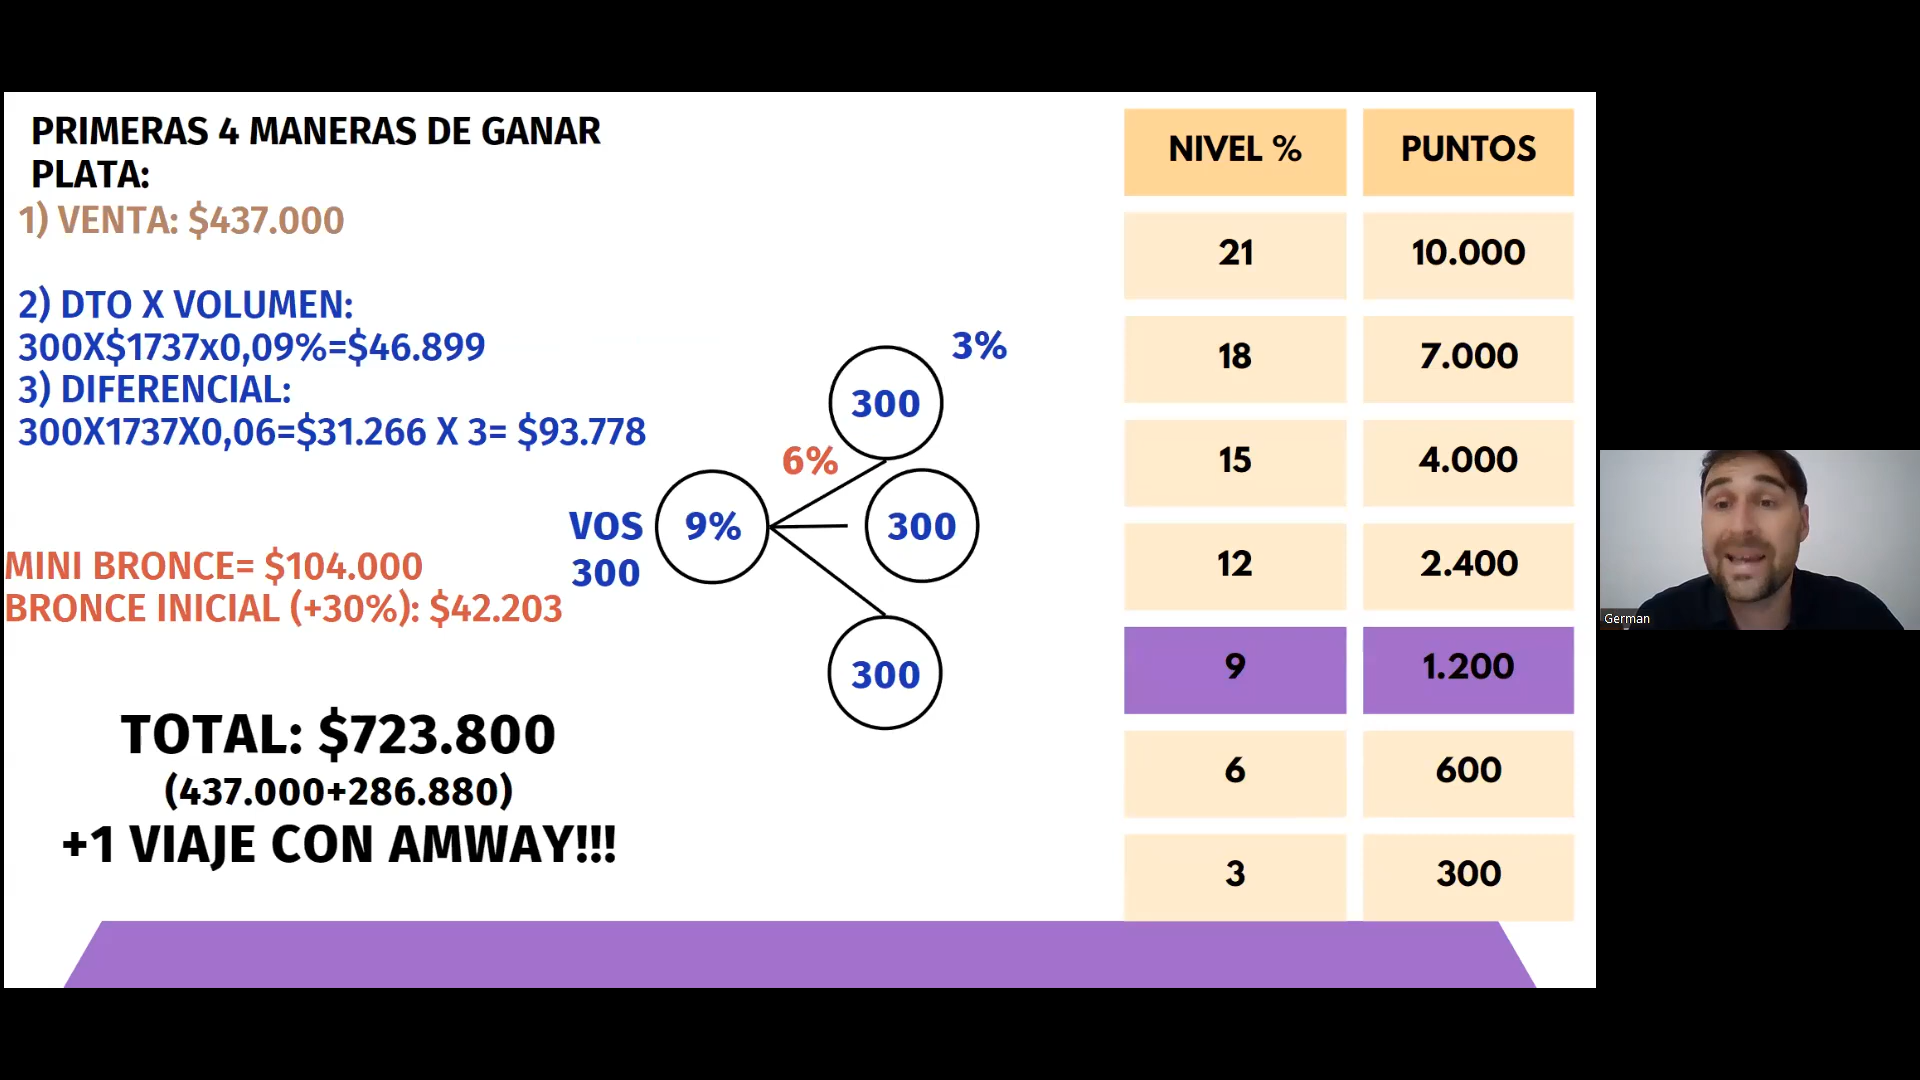 PRIMERAS 4 MANERAS DE GANAR
PLATA:
1) VENTA: $437.000
2) DTO X VOLUMEN:
300X$1737x0,09%=$46.899
3) DIFERENCIAL:
300X1737X0,06=$31.266 X 3= $93.778
MINI BRONCE= $104.000
BRONCE INICIAL (+30%): $42.203
TOTAL: $723.800
(437.000+286.880)
+1 VIAJE CON AMWAY!!!
VOS
300
9%
6%
3%
300
300
300
NIVEL % PUNTOS
21 10.000
18 7.000
15 4.000
12 2.400
9 1.200
6 600
3 300
German